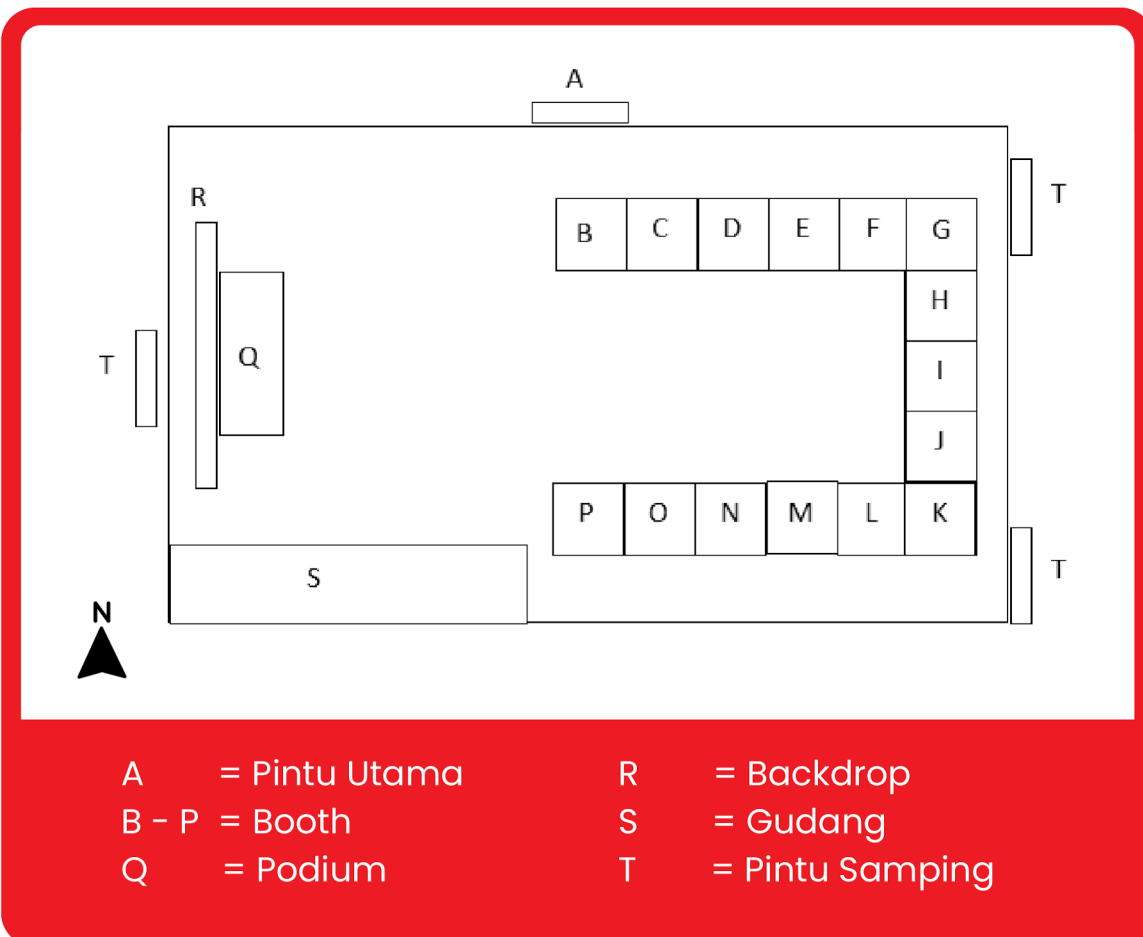 A
R
T
B C D E F G
H
T
Q
I
J
P O N M L K
T
S
N
A = Pintu Utama
B - P = Booth
Q = Podium
R = Backdrop
S = Gudang
T = Pintu Samping